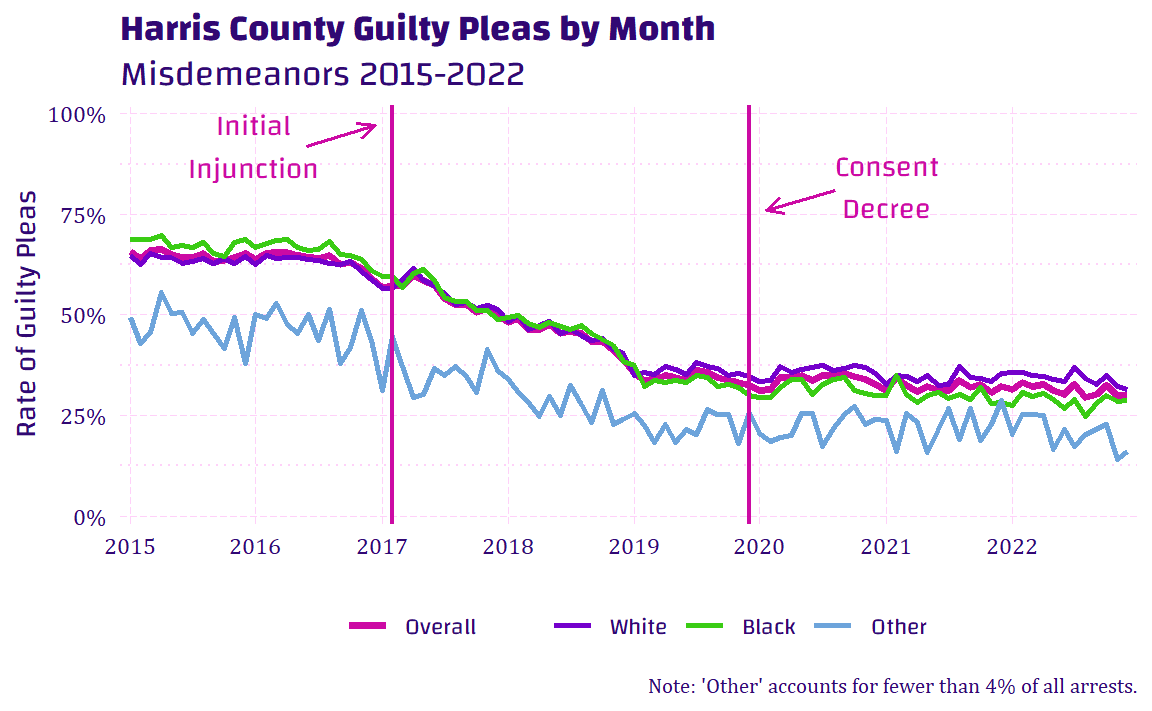 Harris County Guilty Pleas by Month
Misdemeanors 2015-2022
Rate of Guilty Pleas
100%
75%
50%
25%
0%
Initial
Injunction
Consent
Decree
2015 2016 2017 2018 2019 2020 2021 2022
Overall White Black Other
Note: 'Other' accounts for fewer than 4% of all arrests.